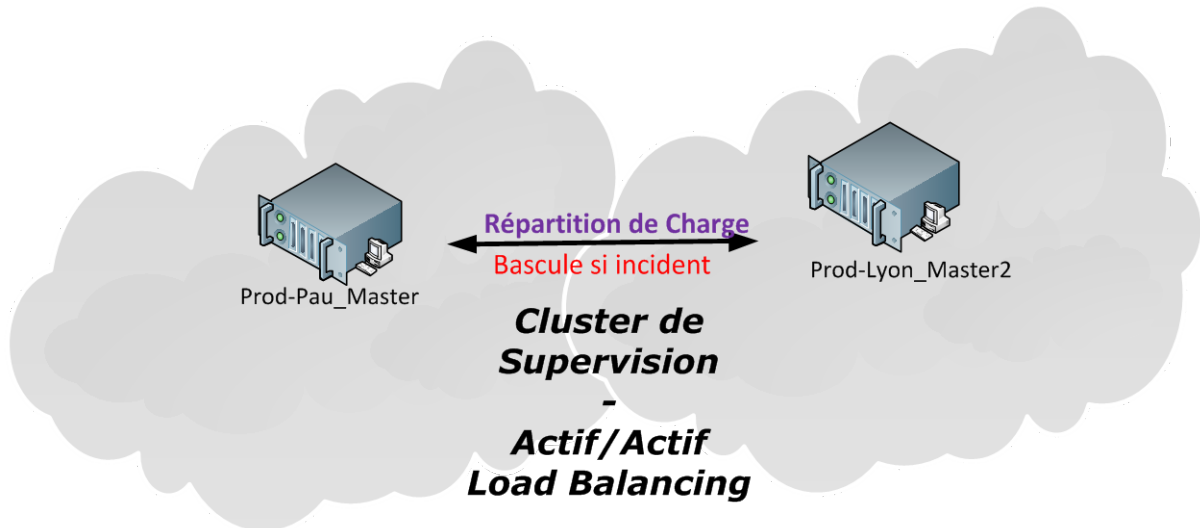 Répartition de Charge
Bascule si incident
Prod-Pau_Master
Prod-Lyon_Master2
Cluster de
Supervision
-
Actif/Actif
Load Balancing